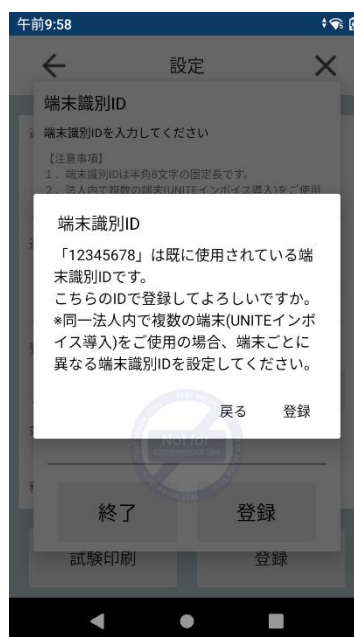 午前9:58
設定
端末識別ID
端末識別IDを入力してください
【注意事項】
1．端末識別IDは半角8文字の固定長です。
2．法人内で複数の端末(UNITEインボイス導入)をご使用
端末識別ID
「12345678」は既に使用されている端
末識別IDです。
こちらのIDで登録してよろしいですか。
※同一法人内で複数の端末(UNITEインボ
イス導入)をご使用の場合、端末ごとに
異なる端末識別IDを設定してください。
戻る 登録
Not for
Commercial Use
終了 登録
試験印刷 登録